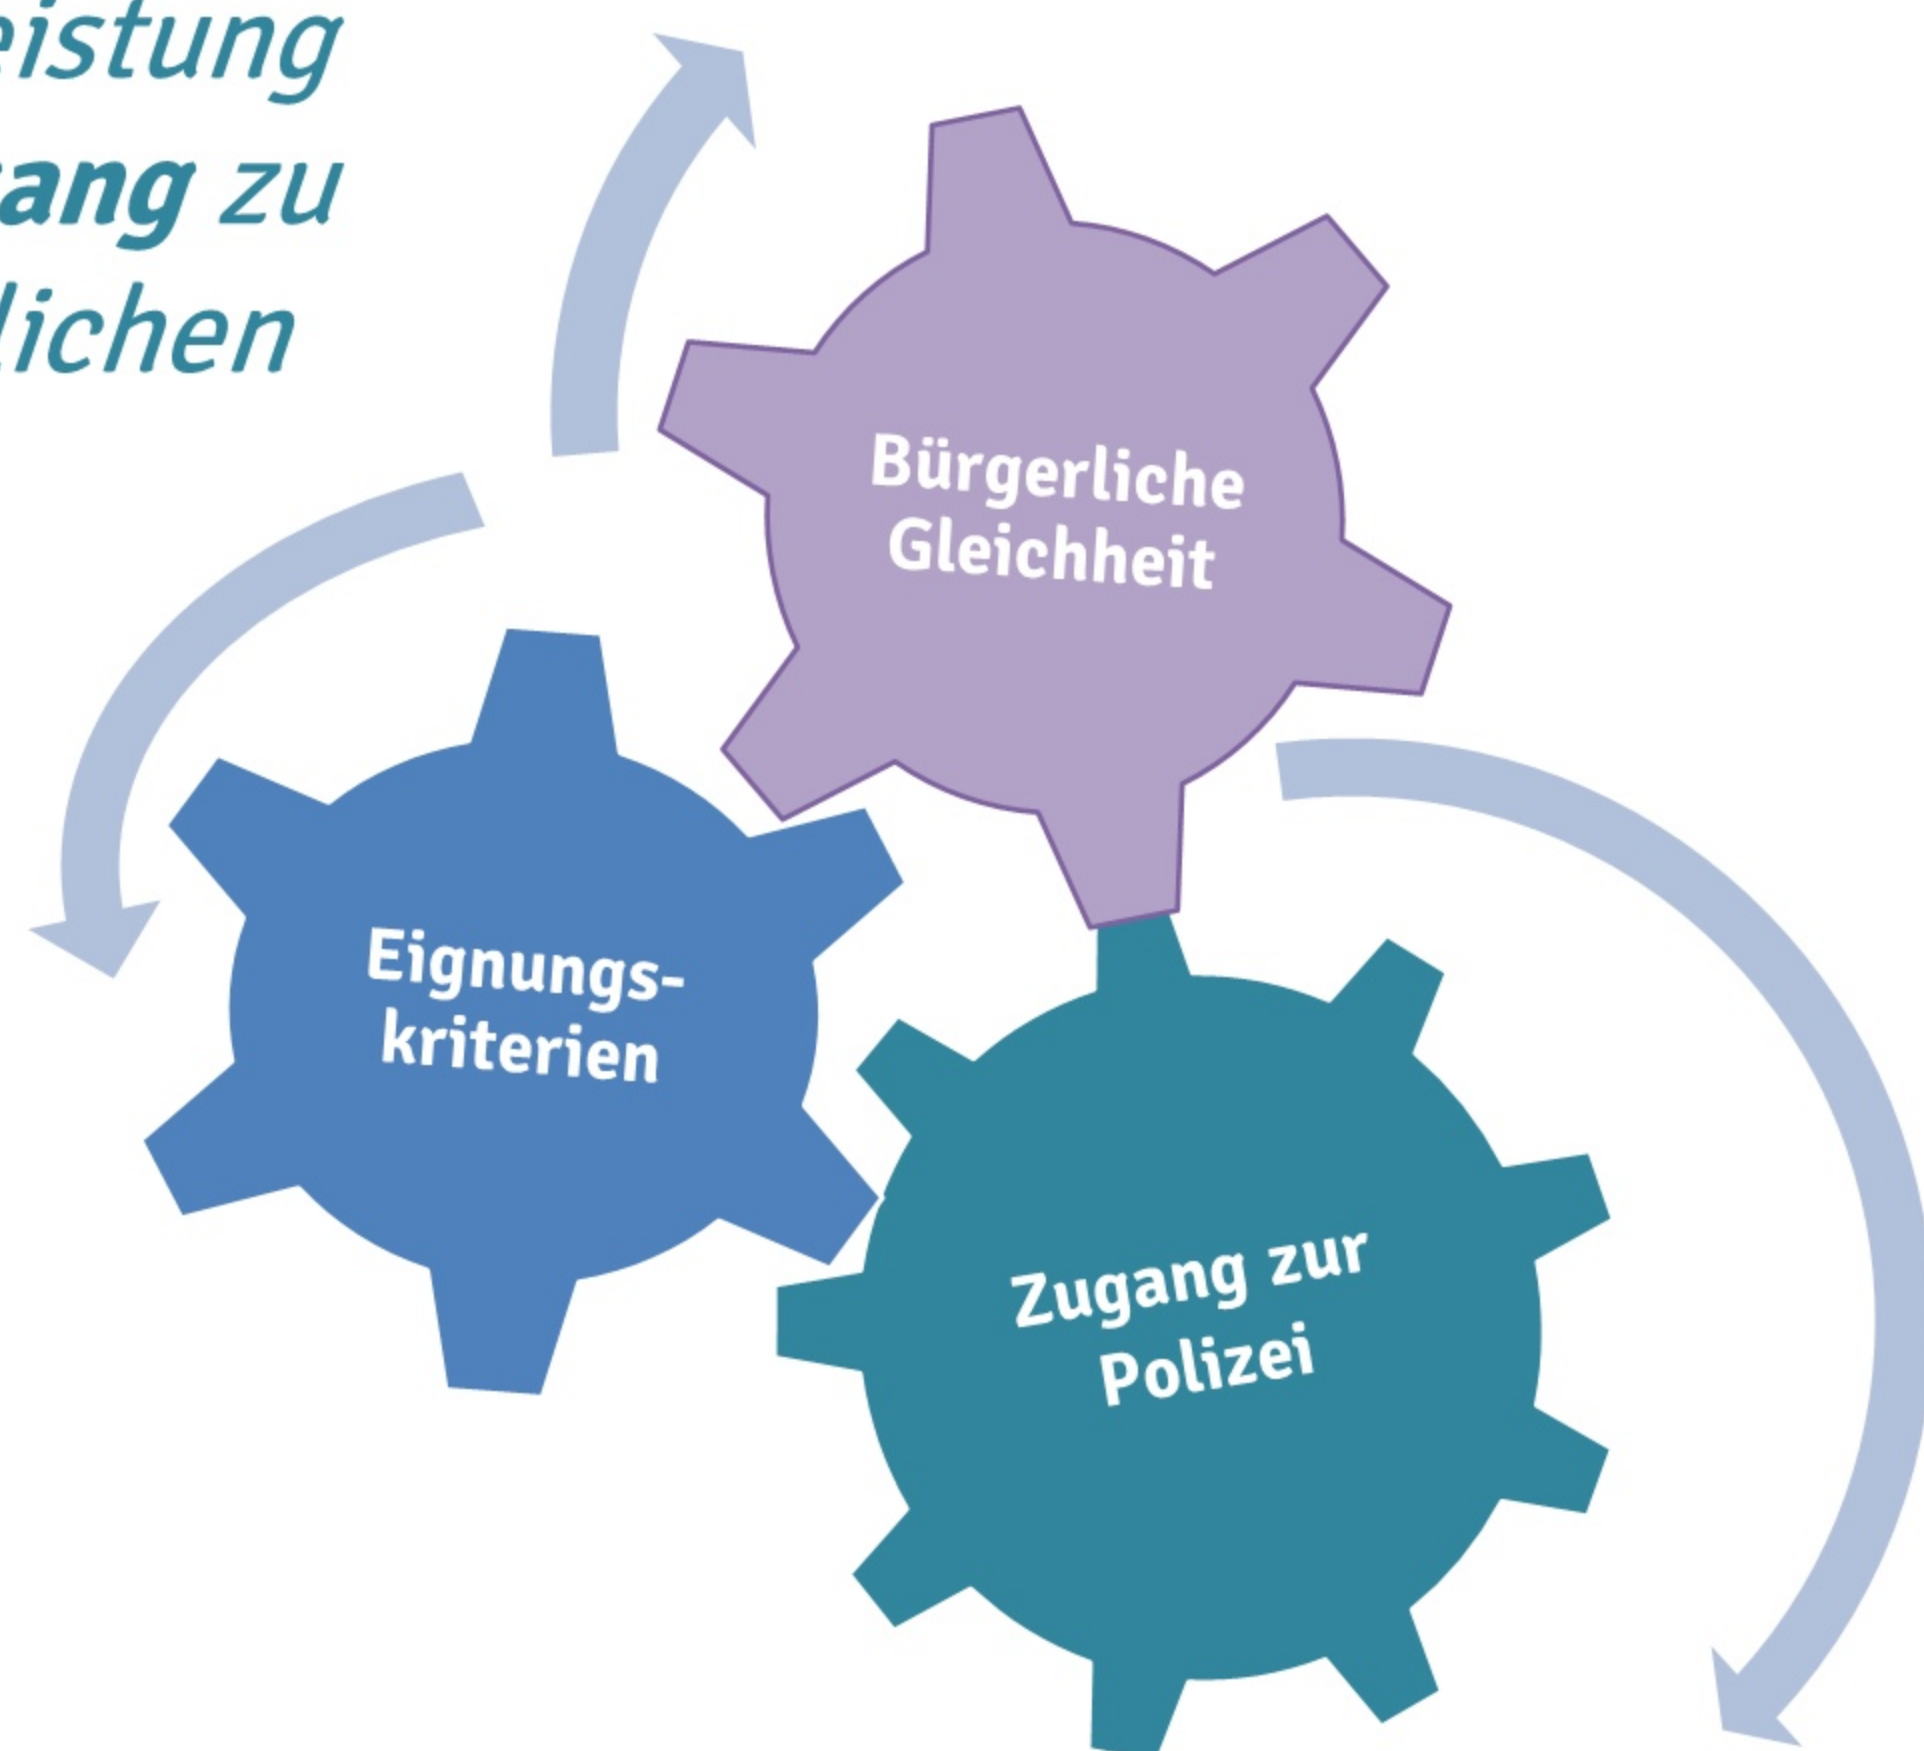 eistung
ang zu
lichen
Bürgerliche
Gleichheit
Eignungs-
kriterien
Zugang zur
Polizei